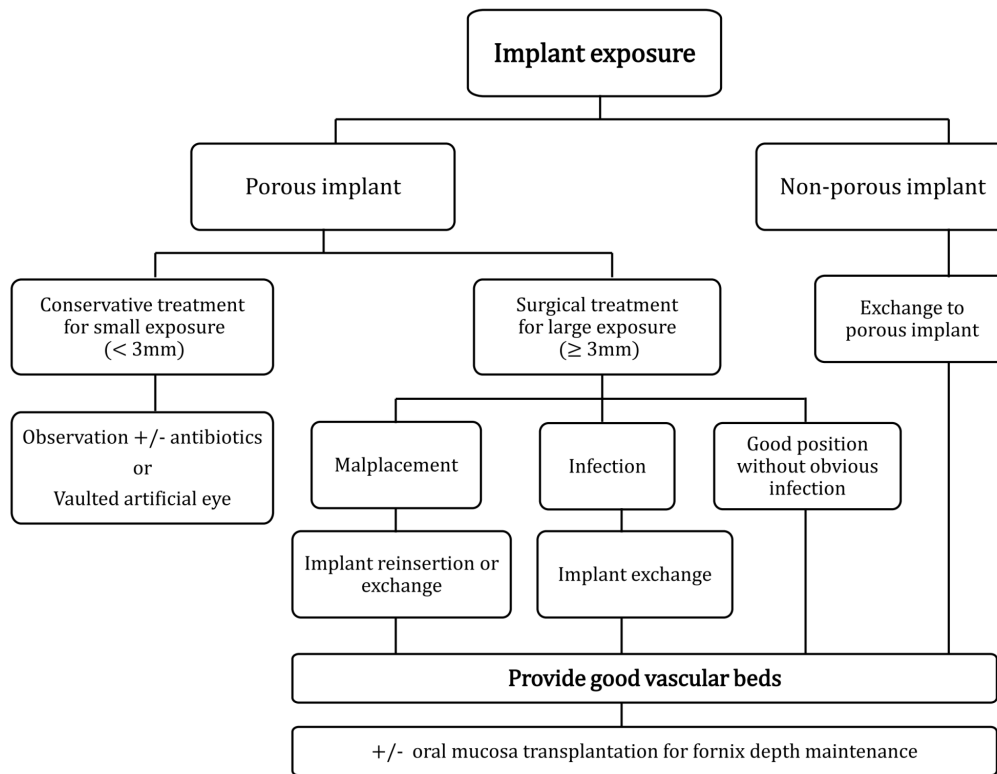 Implant exposure
Porous implant
Non-porous implant
Conservative treatment
for small exposure
(< 3mm)
Surgical treatment
for large exposure
(≥ 3mm)
Exchange to
porous implant
Observation +/- antibiotics
or
Vaulted artificial eye
Malplacement
Infection
Good position
without obvious
infection
Implant reinsertion or
exchange
Implant exchange
Provide good vascular beds
+/- oral mucosa transplantation for fornix depth maintenance